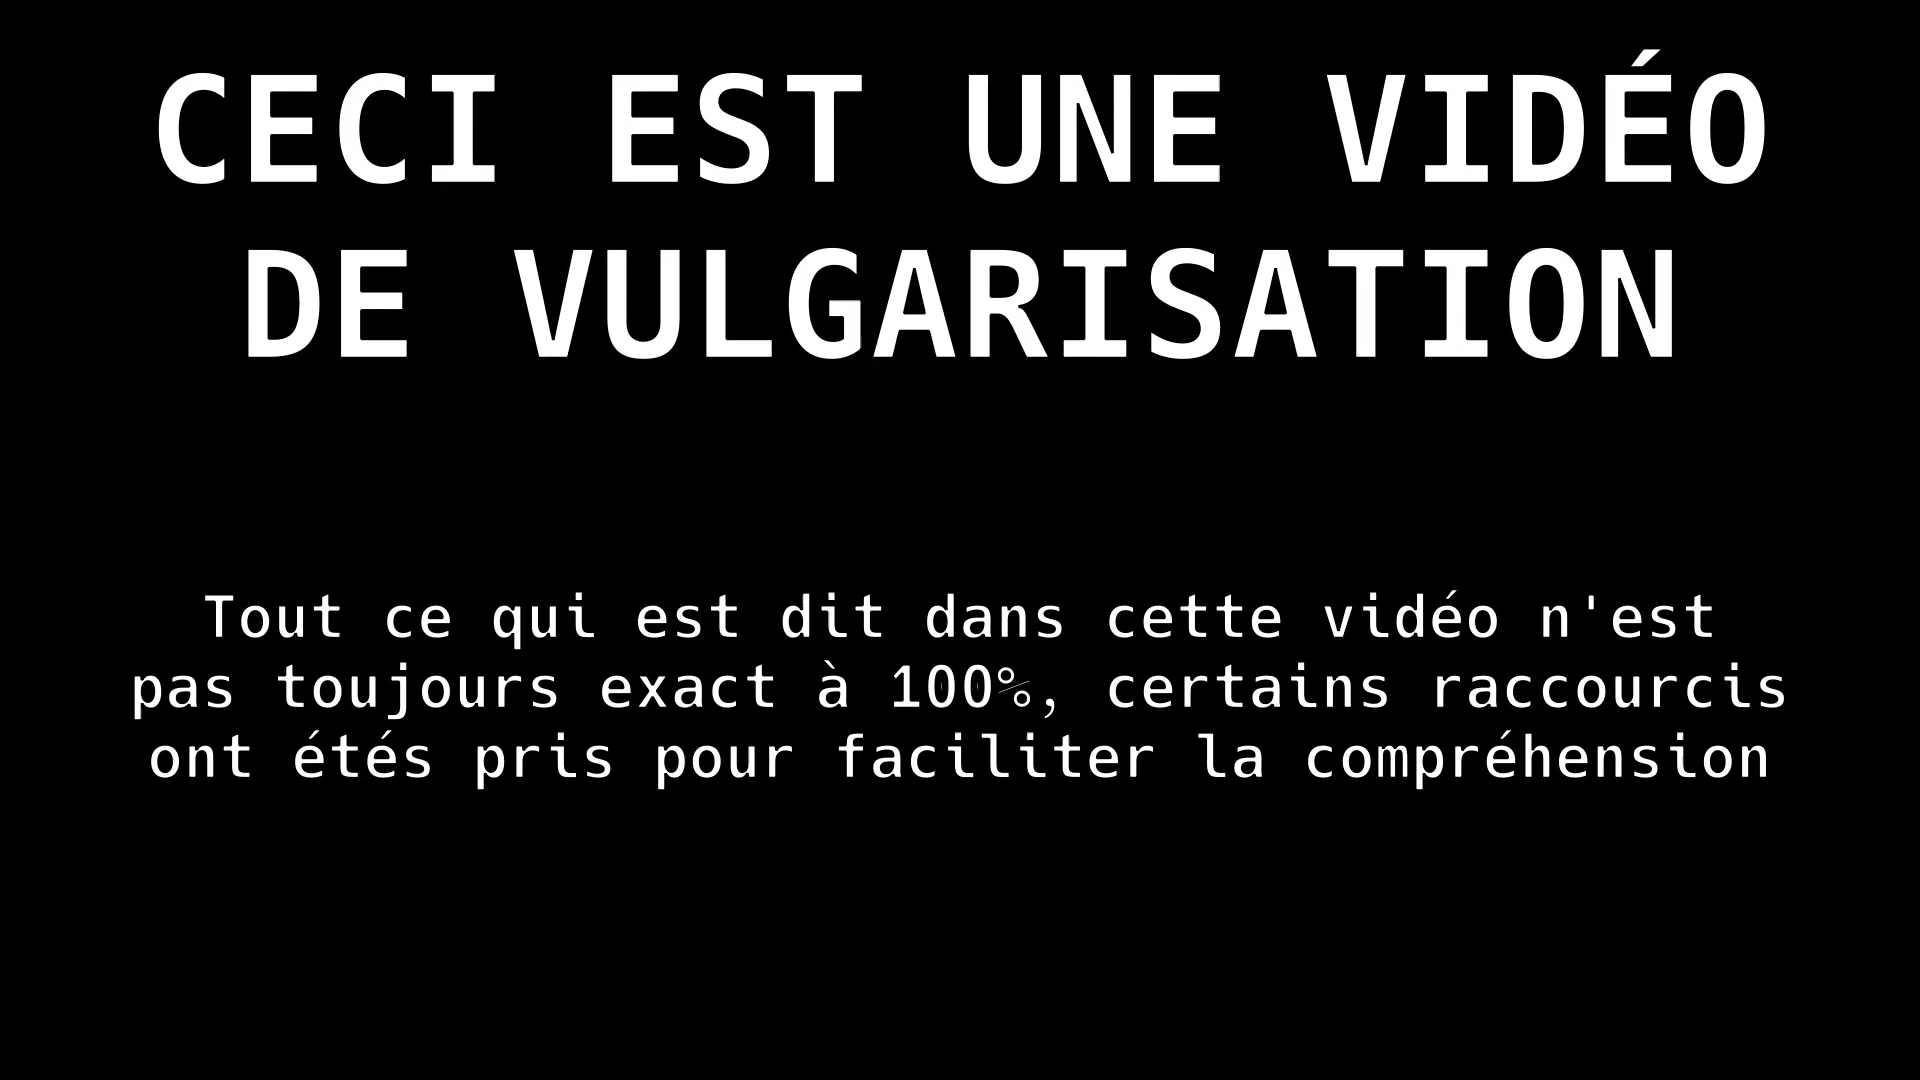 CECI EST UNE VIDÉO
DE VULGARISATION
Tout ce qui est dit dans cette vidéo n'est
pas toujours exact à 100%, certains raccourcis
ont étés pris pour faciliter la compréhension